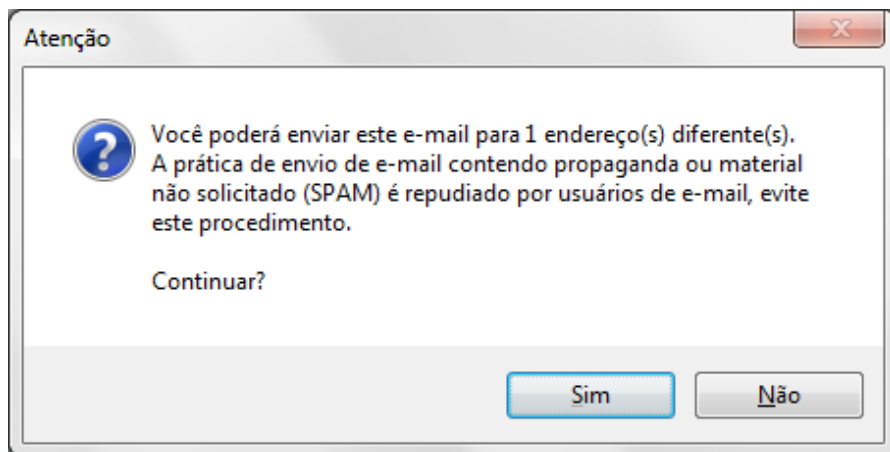 Atenção
Você poderá enviar este e-mail para 1 endereço(s) diferente(s).
A prática de envio de e-mail contendo propaganda ou material
não solicitado (SPAM) é repudiado por usuários de e-mail, evite
este procedimento.
Continuar?
Sim
Não